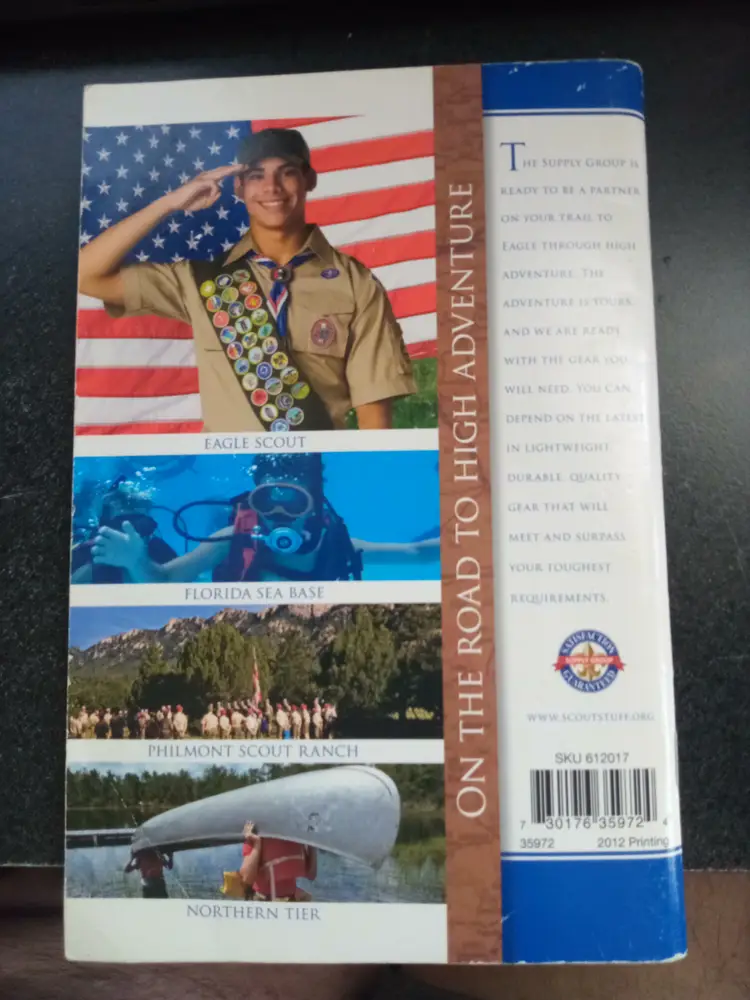 EAGLE SCOUT
FLORIDA SEA BASE
PHILMONT SCOUT RANCH
NORTHERN TIER
ON THE ROAD TO HIGH ADVENTURE
THE SUPPLY GROUP IS
READY TO BE A PARTNER
ON YOUR TRAIL TO
EAGLE THROUGH HIGH
ADVENTURE. THE
ADVENTURE IS YOURS,
AND WE ARE READY
WITH THE GEAR YOU
WILL NEED. YOU CAN
DEPEND ON THE LATEST
IN LIGHTWEIGHT,
DURABLE, QUALITY
GEAR THAT WILL
MEET AND SURPASS
YOUR TOUGHEST
REQUIREMENTS.
SATISFACTION
SUPPLY GROUP
GUARANTEED
WWW.SCOUTSTUFF.ORG
SKU 612017
7 30176 35972 4
35972 2012 Printing